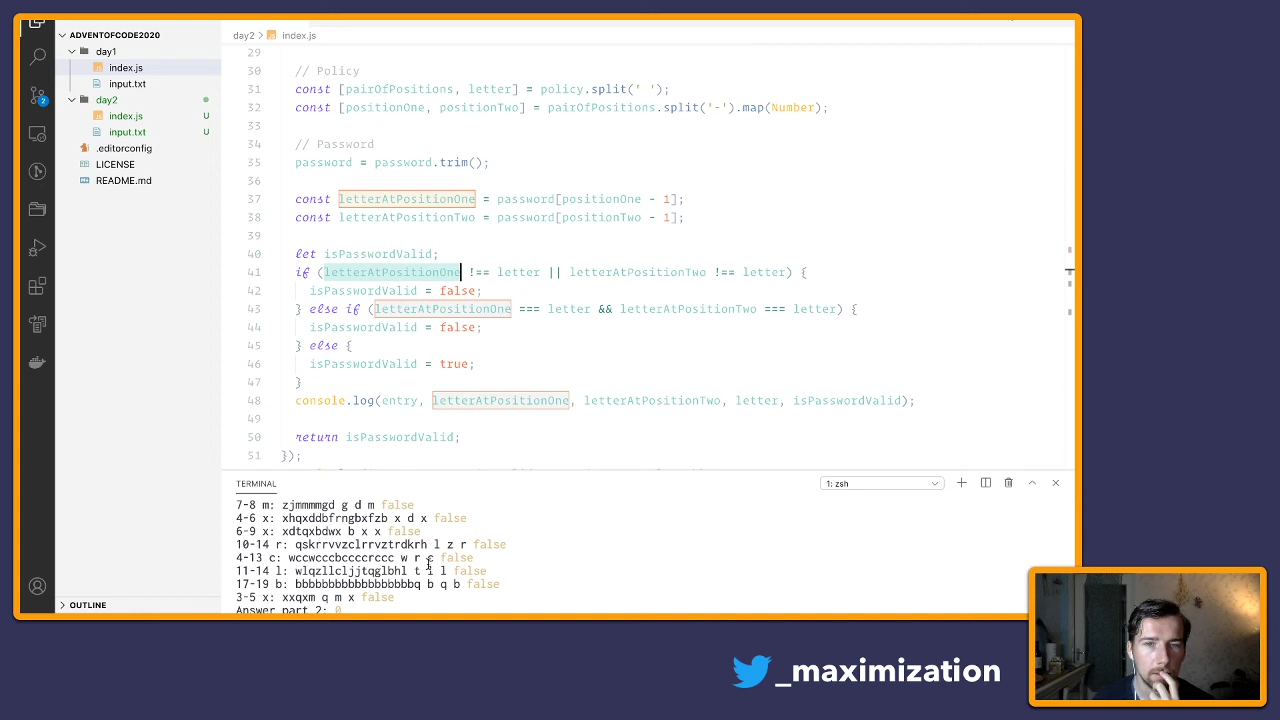 ADVENTOFCODE2020
day1
index.js
input.txt
day2
index.js U
input.txt U
.editorconfig
LICENSE
README.md
OUTLINE
2
day2 > index.js
29
30 // Policy
31 const [pairOfPositions, letter] = policy.split(' ');
32 const [positionOne, positionTwo] = pairOfPositions.split('-').map(Number);
33
34 // Password
35 password = password.trim();
36
37 const letterAtPositionOne = password[positionOne - 1];
38 const letterAtPositionTwo = password[positionTwo - 1];
39
40 let isPasswordValid;
41 if (letterAtPositionOne !== letter || letterAtPositionTwo !== letter) {
42 isPasswordValid = false;
43 } else if (letterAtPositionOne === letter && letterAtPositionTwo === letter) {
44 isPasswordValid = false;
45 } else {
46 isPasswordValid = true;
47 }
48 console.log(entry, letterAtPositionOne, letterAtPositionTwo, letter, isPasswordValid);
49
50 return isPasswordValid;
51 });
TERMINAL
1: zsh
7-8 m: zjmmmmgd g d m false
4-6 x: xhqxddbfrngbxfzb x d x false
6-9 x: xdtqxbdwx b x x false
10-14 r: qskrrvvzclrrvztrdkrh l z r false
4-13 c: wccwcccbccccrccc w r c false
11-14 l: wlqzllcljjtqglbhl t i l false
17-19 b: bbbbbbbbbbbbbbbbbbq b q b false
3-5 x: xxqxm q m x false
Answer part 2: 0
_maximization